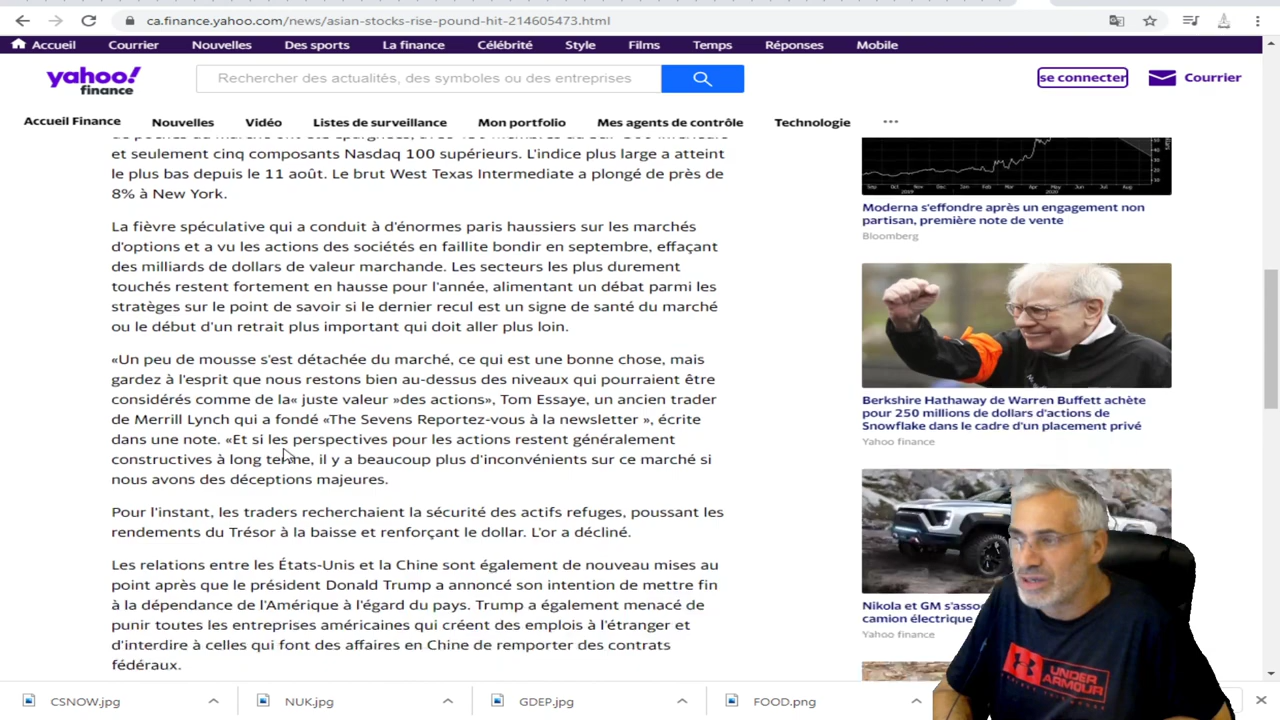 ca.finance.yahoo.com/news/asian-stocks-rise-pound-hit-214605473.html
Accueil Courrier Nouvelles Des sports La finance Célébrité Style Films Temps Réponses Mobile
yahoo!
finance
Rechercher des actualités, des symboles ou des entreprises
se connecter
Courrier
Accueil Finance Nouvelles Vidéo Listes de surveillance Mon portfolio Mes agents de contrôle Technologie ...
et seulement cinq composants Nasdaq 100 supérieurs. L'indice plus large a atteint
le plus bas depuis le 11 août. Le brut West Texas Intermediate a plongé de près de
8% à New York.
La fièvre spéculative qui a conduit à d'énormes paris haussiers sur les marchés
d'options et a vu les actions des sociétés en faillite bondir en septembre, effaçant
des milliards de dollars de valeur marchande. Les secteurs les plus durement
touchés restent fortement en hausse pour l'année, alimentant un débat parmi les
stratèges sur le point de savoir si le dernier recul est un signe de santé du marché
ou le début d'un retrait plus important qui doit aller plus loin.
«Un peu de mousse s'est détachée du marché, ce qui est une bonne chose, mais
gardez à l'esprit que nous restons bien au-dessus des niveaux qui pourraient être
considérés comme de la« juste valeur »des actions», Tom Essaye, un ancien trader
de Merrill Lynch qui a fondé «The Sevens Reportez-vous à la newsletter », écrite
dans une note. «Et si les perspectives pour les actions restent généralement
constructives à long terme, il y a beaucoup plus d'inconvénients sur ce marché si
nous avons des déceptions majeures.
Pour l'instant, les traders recherchaient la sécurité des actifs refuges, poussant les
rendements du Trésor à la baisse et renforçant le dollar. L'or a décliné.
Les relations entre les États-Unis et la Chine sont également de nouveau mises au
point après que le président Donald Trump a annoncé son intention de mettre fin
à la dépendance de l'Amérique à l'égard du pays. Trump a également menacé de
punir toutes les entreprises américaines qui créent des emplois à l'étranger et
d'interdire à celles qui font des affaires en Chine de remporter des contrats
fédéraux.
Moderna s'effondre après un engagement non
partisan, première note de vente
Bloomberg
Berkshire Hathaway de Warren Buffett achète
pour 250 millions de dollars d'actions de
Snowflake dans le cadre d'un placement privé
Yahoo finance
Nikola et GM s'asso
camion électrique
Yahoo finance
UNDER
ARMOUR
CSNOW.jpg NUK.jpg GDEP.jpg FOOD.png